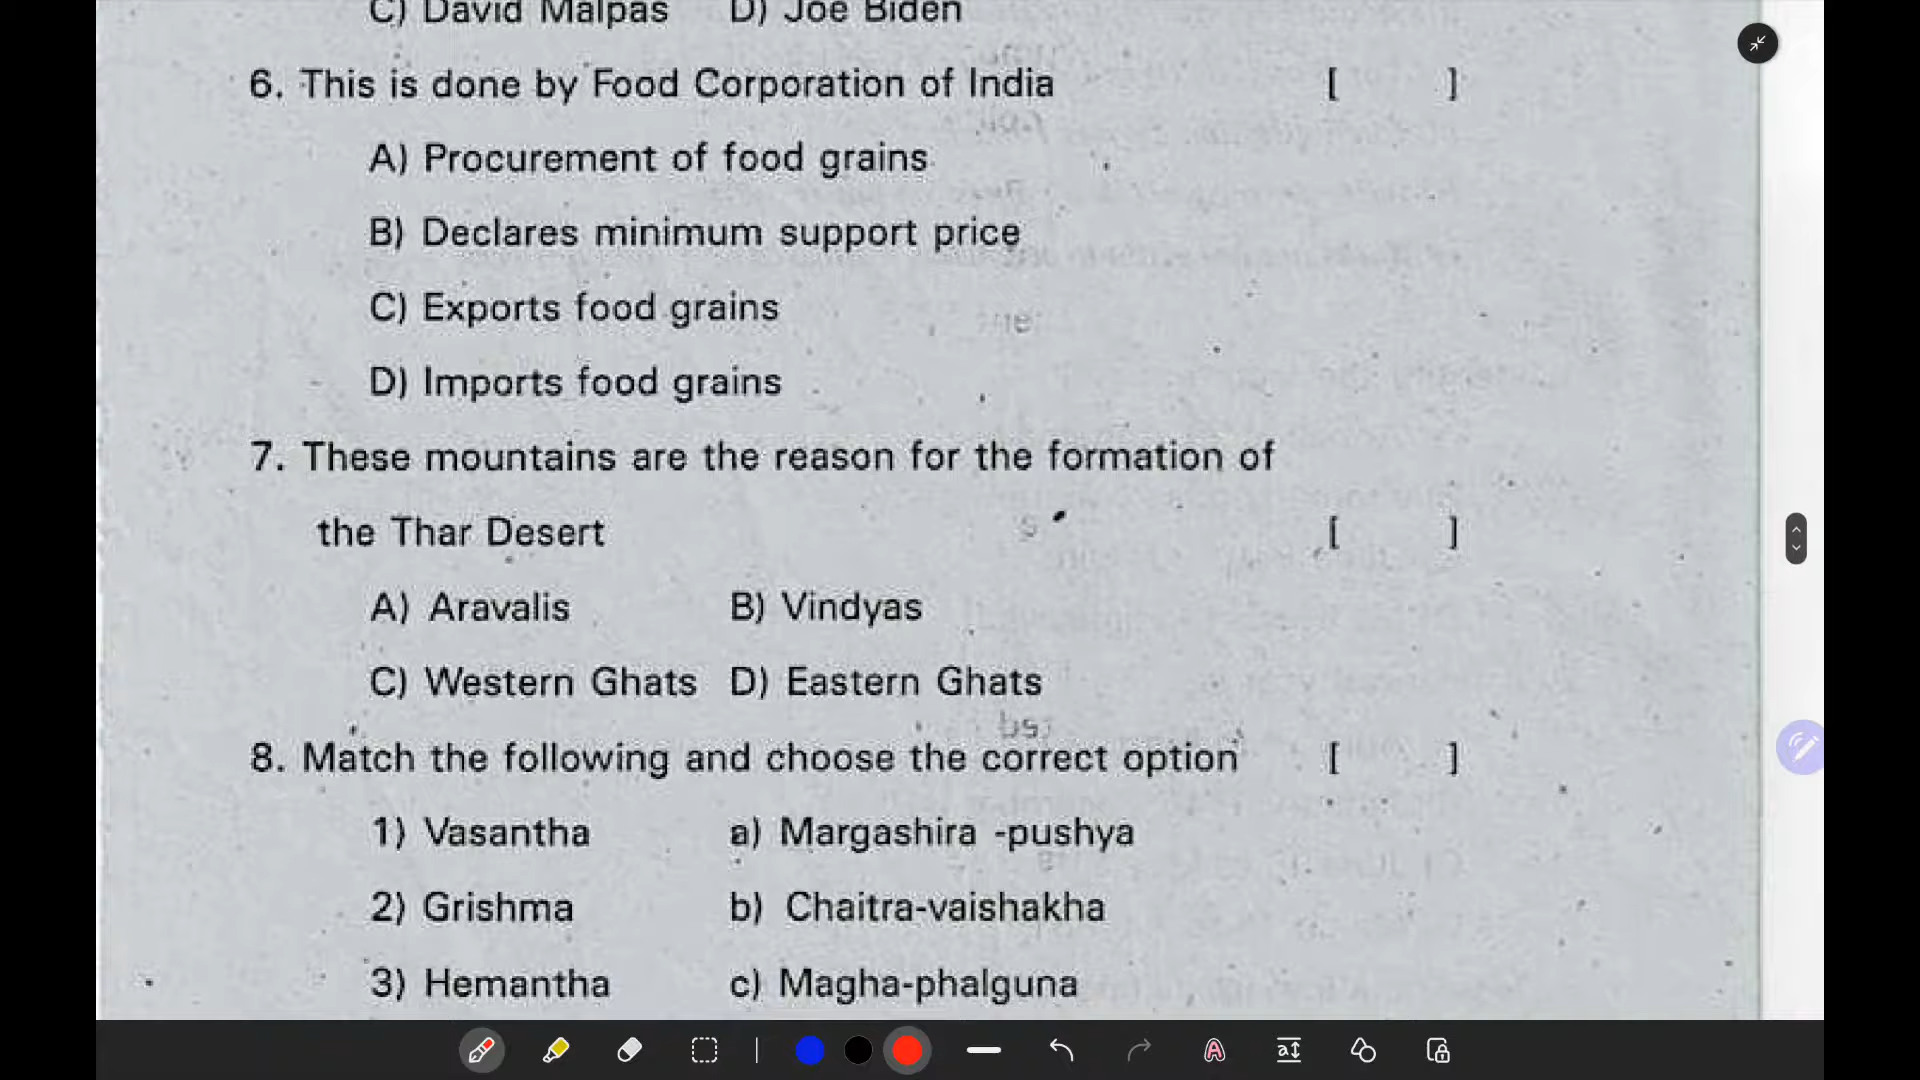 C) David Malpas D) Joe Biden
6. This is done by Food Corporation of India [ ]
A) Procurement of food grains
B) Declares minimum support price
C) Exports food grains
D) Imports food grains
7. These mountains are the reason for the formation of
the Thar Desert [ ]
A) Aravalis B) Vindyas
C) Western Ghats D) Eastern Ghats
8. Match the following and choose the correct option [ ]
1) Vasantha a) Margashira -pushya
2) Grishma b) Chaitra-vaishakha
3) Hemantha c) Magha-phalguna